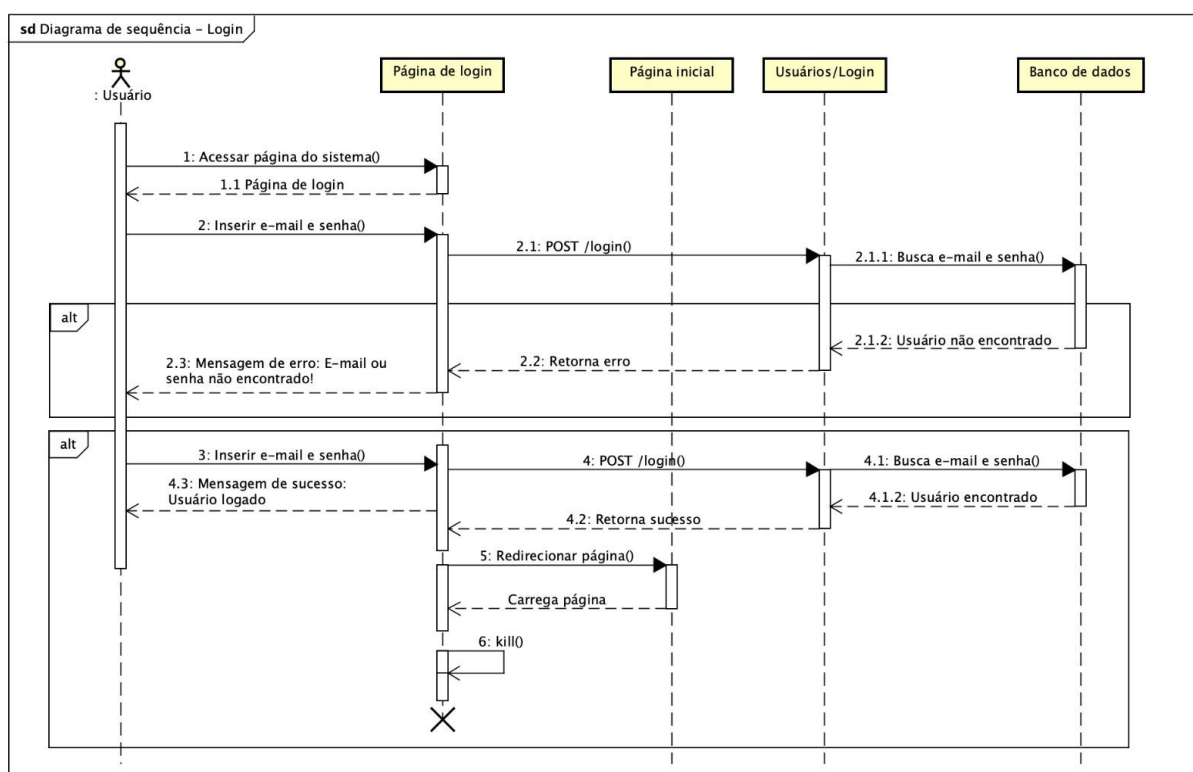 sd Diagrama de sequência – Login
: Usuário
Página de login
Página inicial
Usuários/Login
Banco de dados
1: Acessar página do sistema()
1.1 Página de login
2: Inserir e-mail e senha()
2.1: POST /login()
2.1.1: Busca e-mail e senha()
alt
2.1.2: Usuário não encontrado
2.2: Retorna erro
2.3: Mensagem de erro: E-mail ou
senha não encontrado!
alt
3: Inserir e-mail e senha()
4: POST /login()
4.1: Busca e-mail e senha()
4.3: Mensagem de sucesso:
Usuário logado
4.1.2: Usuário encontrado
4.2: Retorna sucesso
5: Redirecionar página()
Carrega página
6: kill()